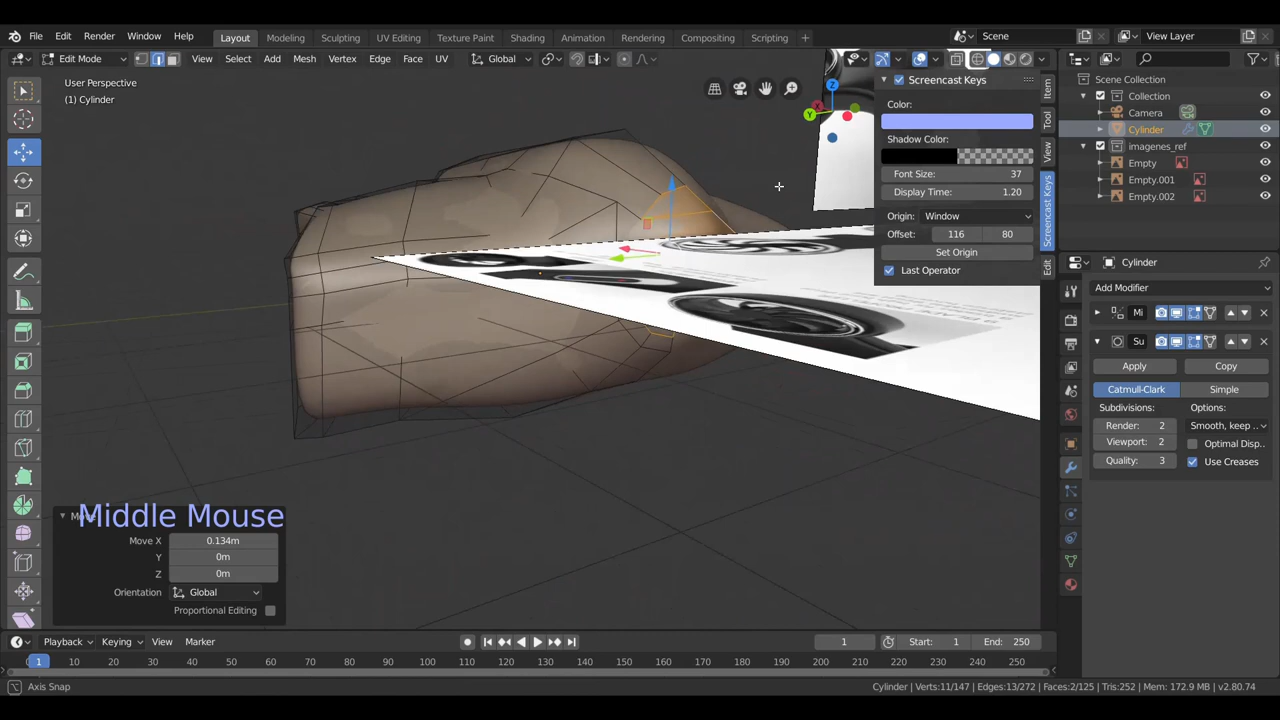 File Edit Render Window Help Layout Modeling Sculpting UV Editing Texture Paint Shading Animation Rendering Compositing Scripting + Scene View Layer
Edit Mode View Select Add Mesh Vertex Edge Face UV Global
User Perspective
(1) Cylinder
Y Z
Screencast Keys
Color:
Shadow Color:
Font Size: 37
Display Time: 1.20
Origin: Window
Offset: 116 80
Set Origin
Last Operator
Item
Tool
View
Screencast Keys
Edit
Scene Collection
Collection
Camera
Cylinder
imagenes_ref
Empty
Empty.001
Empty.002
Cylinder
Add Modifier
Mi
Su
Apply Copy
Catmull-Clark Simple
Subdivisions: Options:
Render: 2 Smooth, keep ..
Viewport: 2 Optimal Disp..
Quality: 3 Use Creases
Middle Mouse
Move X 0.134m
Y 0m
Z 0m
Orientation Global
Proportional Editing
Playback Keying View Marker 1 Start: 1 End: 250
1 10 20 30 40 50 60 70 80 90 100 110 120 130 140 150 160 170 180 190 200 210 220 230 240 250
Axis Snap Cylinder | Verts:11/147 | Edges:13/272 | Faces:2/125 | Tris:252 | Mem: 172.9 MB | v2.80.74